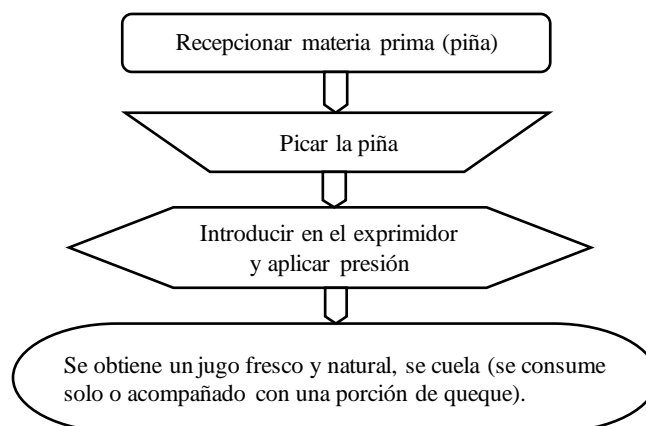 Recepcionar materia prima (piña)
Picar la piña
Introducir en el exprimidor
y aplicar presión
Se obtiene un jugo fresco y natural, se cuela (se consume
solo o acompañado con una porción de queque).